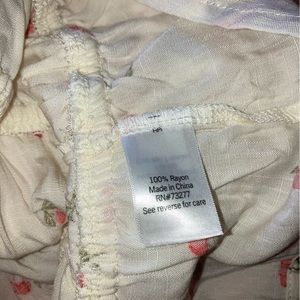 100% Rayon
Made in China
RN#73277
See reverse for care